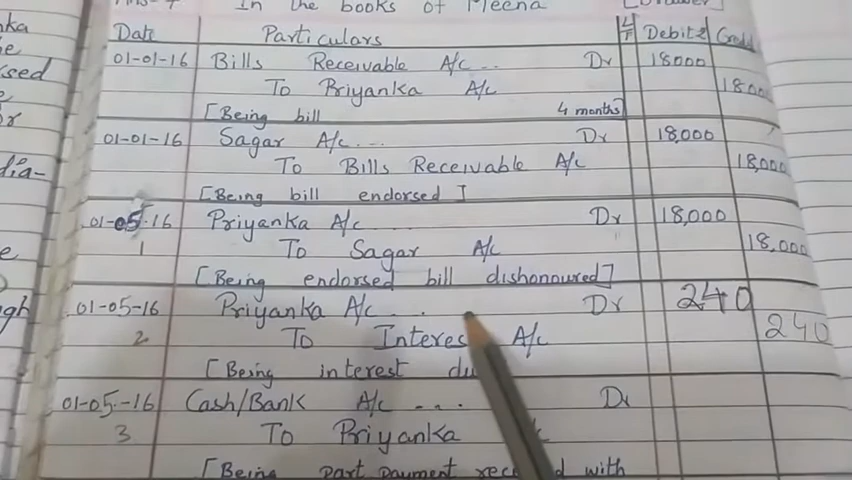 In the books of Meena
Date Particulars L/F Debit ₹ Credit
01-01-16 Bills Receivable A/c .. Dr 18000
To Priyanka A/c 18000
[Being bill 4 months]
01-01-16 Sagar A/c ... Dr 18,000
To Bills Receivable A/c 18,000
[Being bill endorsed]
01-05-16 Priyanka A/c ... Dr 18,000
1 To Sagar A/c 18,000
[Being endorsed bill dishonoured]
01-05-16 Priyanka A/c . . . Dr 240
2 To Interes A/c 240
[Being interest du
01-05-16 Cash/Bank A/c ... Dr
3 To Priyanka
[Being part payment rece d with